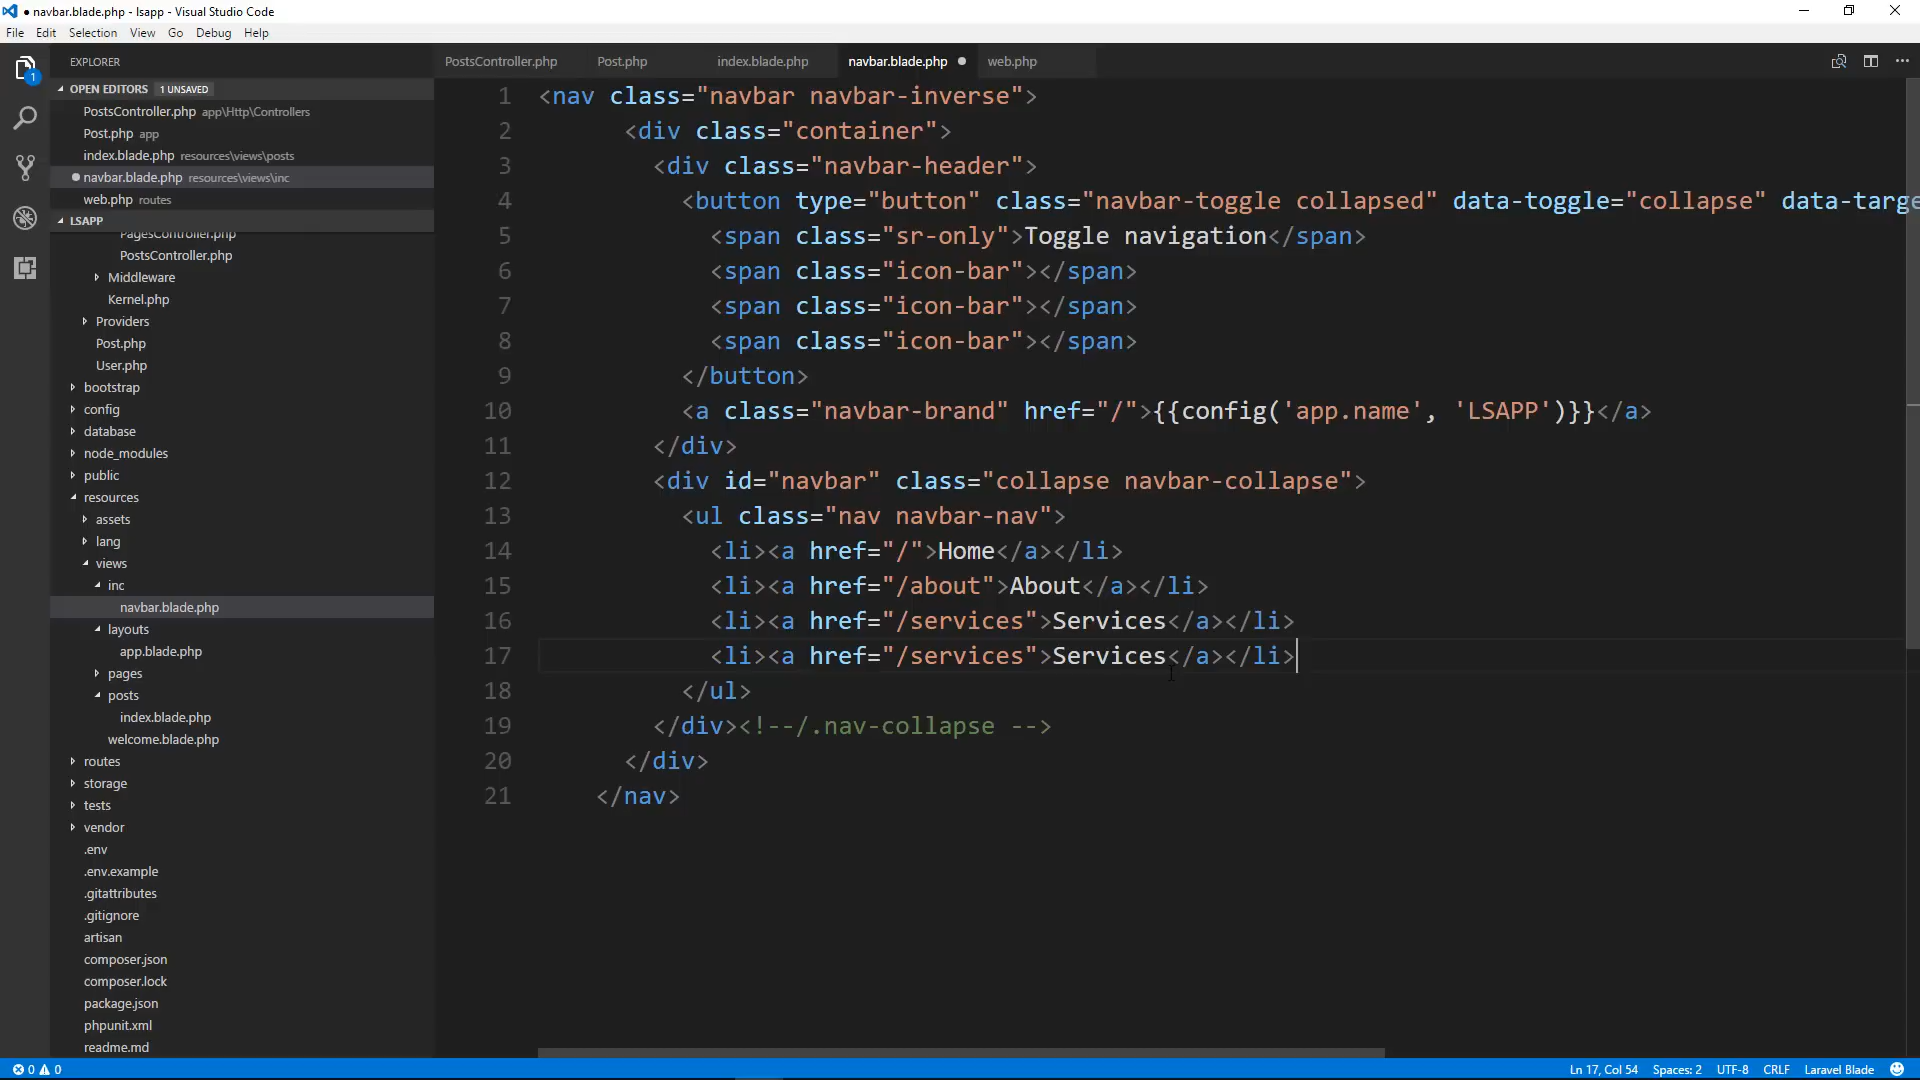 navbar.blade.php - lsapp - Visual Studio Code
File Edit Selection View Go Debug Help
EXPLORER
OPEN EDITORS 1 UNSAVED
PostsController.php app\Http\Controllers
Post.php app
index.blade.php resources\views\posts
navbar.blade.php resources\views\inc
web.php routes
LSAPP
PagesController.php
PostsController.php
Middleware
Kernel.php
Providers
Post.php
User.php
bootstrap
config
database
node_modules
public
resources
assets
lang
views
inc
navbar.blade.php
layouts
app.blade.php
pages
posts
index.blade.php
welcome.blade.php
routes
storage
tests
vendor
.env
.env.example
.gitattributes
.gitignore
artisan
composer.json
composer.lock
package.json
phpunit.xml
readme.md
PostsController.php Post.php index.blade.php navbar.blade.php web.php
1 <nav class="navbar navbar-inverse">
2 <div class="container">
3 <div class="navbar-header">
4 <button type="button" class="navbar-toggle collapsed" data-toggle="collapse" data-targe
5 <span class="sr-only">Toggle navigation</span>
6 <span class="icon-bar"></span>
7 <span class="icon-bar"></span>
8 <span class="icon-bar"></span>
9 </button>
10 <a class="navbar-brand" href="/">{{config('app.name', 'LSAPP')}}</a>
11 </div>
12 <div id="navbar" class="collapse navbar-collapse">
13 <ul class="nav navbar-nav">
14 <li><a href="/">Home</a></li>
15 <li><a href="/about">About</a></li>
16 <li><a href="/services">Services</a></li>
17 <li><a href="/services">Services</a></li>
18 </ul>
19 </div><!--/.nav-collapse -->
20 </div>
21 </nav>
1
0 0
Ln 17, Col 54 Spaces: 2 UTF-8 CRLF Laravel Blade